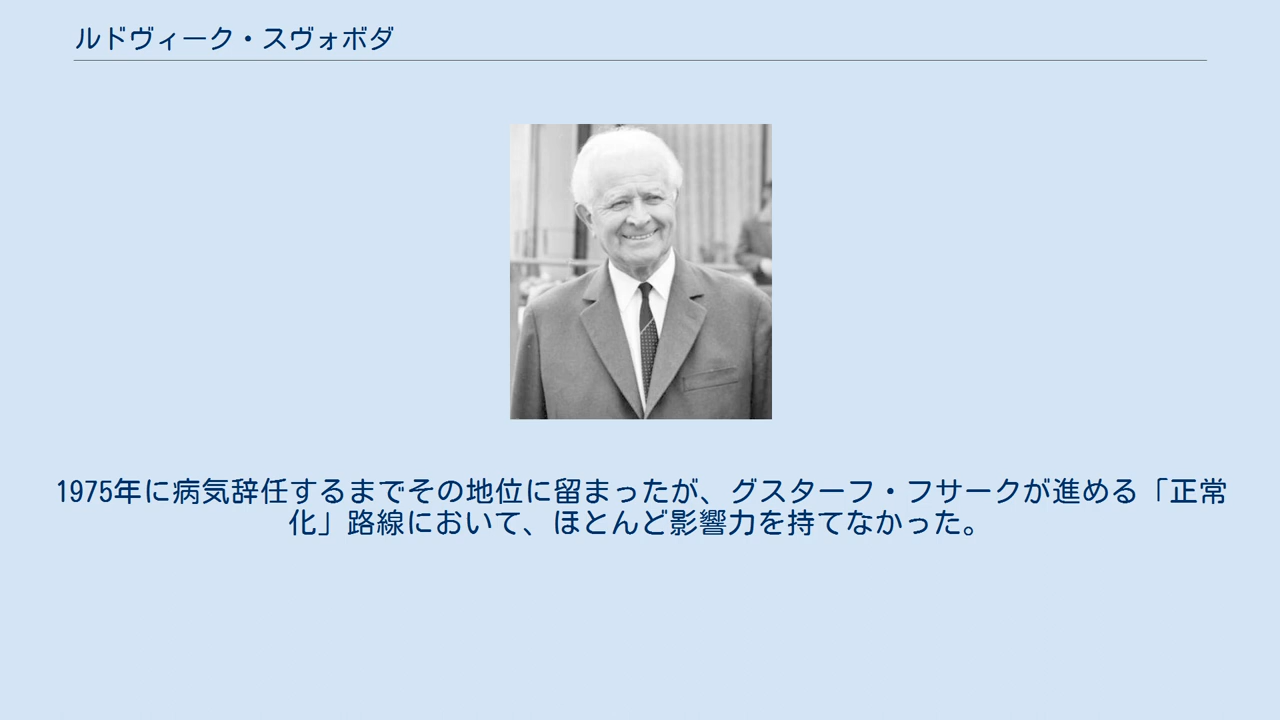 ルドヴィーク・スヴォボダ
1975年に病気辞任するまでその地位に留まったが、グスターフ・フサークが進める「正常
化」路線において、ほとんど影響力を持てなかった。